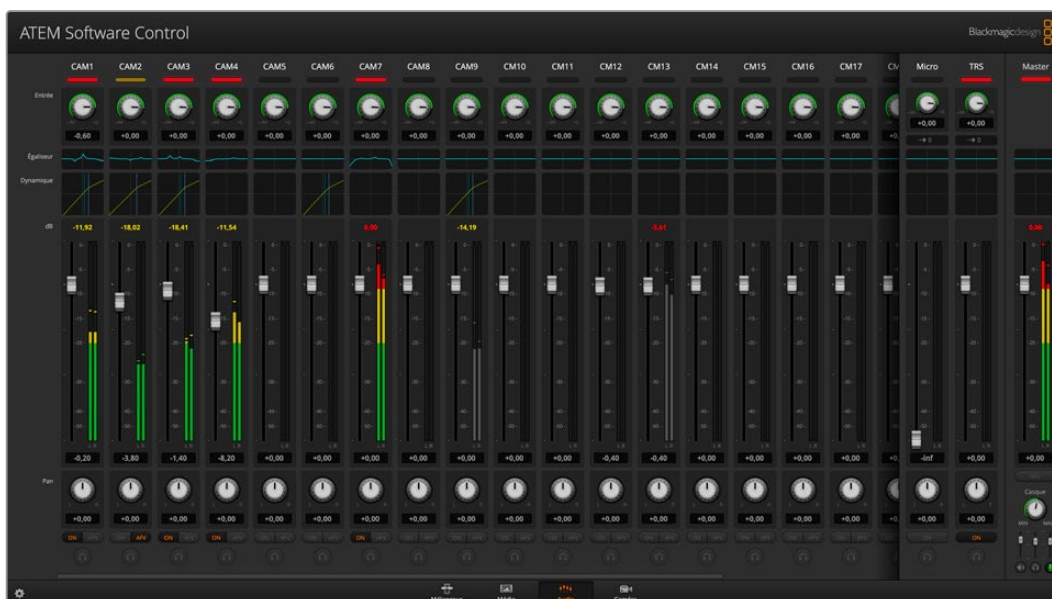 ATEM Software Control
Blackmagicdesign
CAM1 CAM2 CAM3 CAM4 CAM5 CAM6 CAM7 CAM8 CAM9 CM10 CM11 CM12 CM13 CM14 CM15 CM16 CM17 Micro TRS Master
Entrée
-0,60 +0,00 +0,00 +0,00 +0,00 +0,00 +0,00 +0,00 +0,00 +0,00 +0,00 +0,00 +0,00 +0,00 +0,00 +0,00 +0,00 +0,00 +0,00
Égaliseur
Dynamique
dB -11,92 -18,02 -18,41 -11,54 0,00 -14,19 0,00
-0,20 -3,80 -1,40 -8,20 +0,00 +0,00 +0,00 +0,00 +0,00 +0,00 +0,00 -0,40 -0,40 +0,00 +0,00 +0,00 +0,00 -inf +0,00 +0,00
Pan
Casque
+0,00 +0,00 +0,00 +0,00 +0,00 +0,00 +0,00 +0,00 +0,00 +0,00 +0,00 +0,00 +0,00 +0,00 +0,00 +0,00 +0,00 +0,00 +0,00
MIN
ON AFV ON ON ON ON
Média Audio Caméra